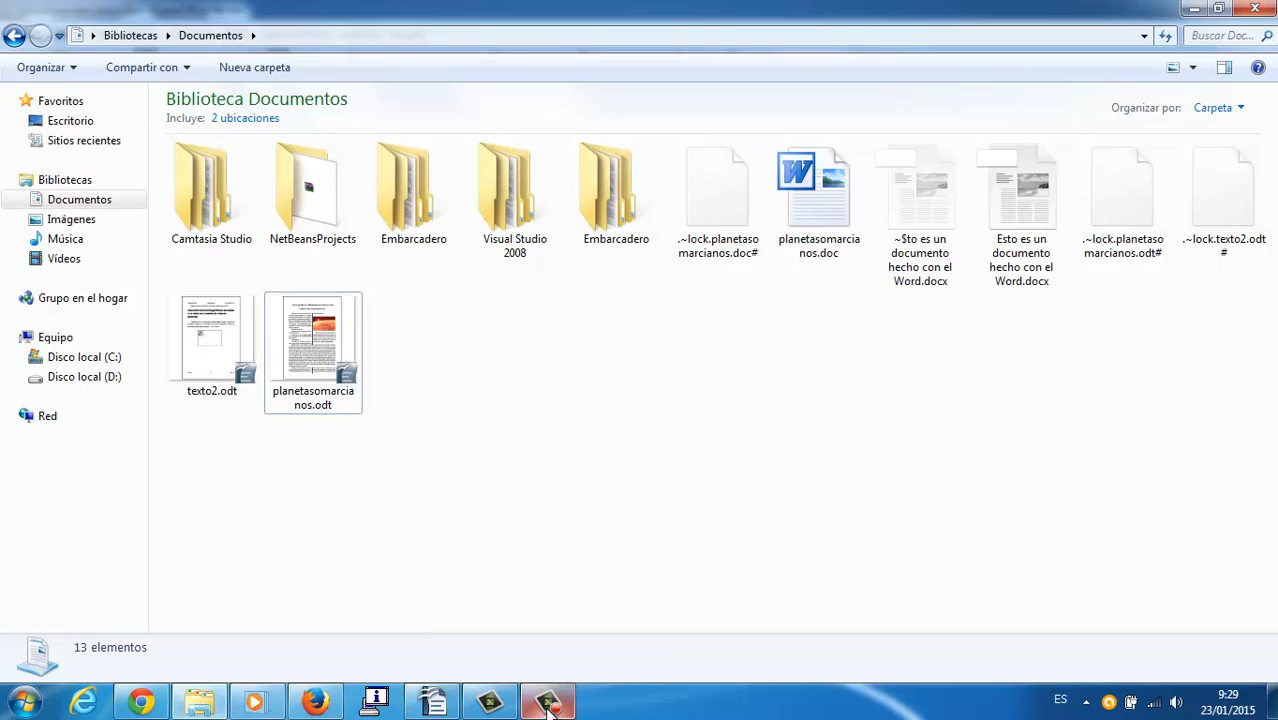 Bibliotecas Documentos
Buscar Doc...
Organizar Compartir con Nueva carpeta
Biblioteca Documentos
Incluye: 2 ubicaciones
Organizar por: Carpeta
Favoritos
Escritorio
Sitios recientes
Bibliotecas
Documentos
Imágenes
Música
Vídeos
Grupo en el hogar
Equipo
Disco local (C:)
Disco local (D:)
Red
Camtasia Studio
NetBeansProjects
Embarcadero
Visual Studio
2008
Embarcadero
.~lock.planetaso
marcianos.doc#
planetasomarcia
nos.doc
~$to es un
documento
hecho con el
Word.docx
Esto es un
documento
hecho con el
Word.docx
.~lock.planetaso
marcianos.odt#
.~lock.texto2.odt
#
texto2.odt
planetasomarcia
nos.odt
13 elementos
ES
9:29
23/01/2015